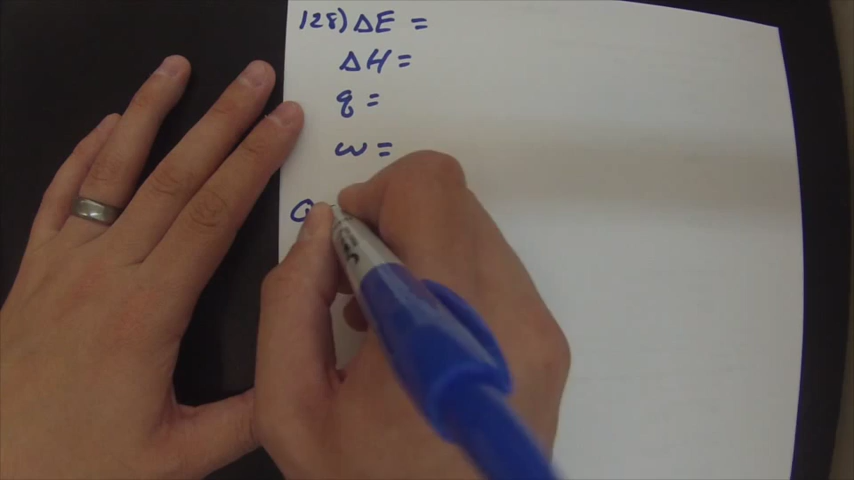 128) ΔE =
ΔH =
q =
w =